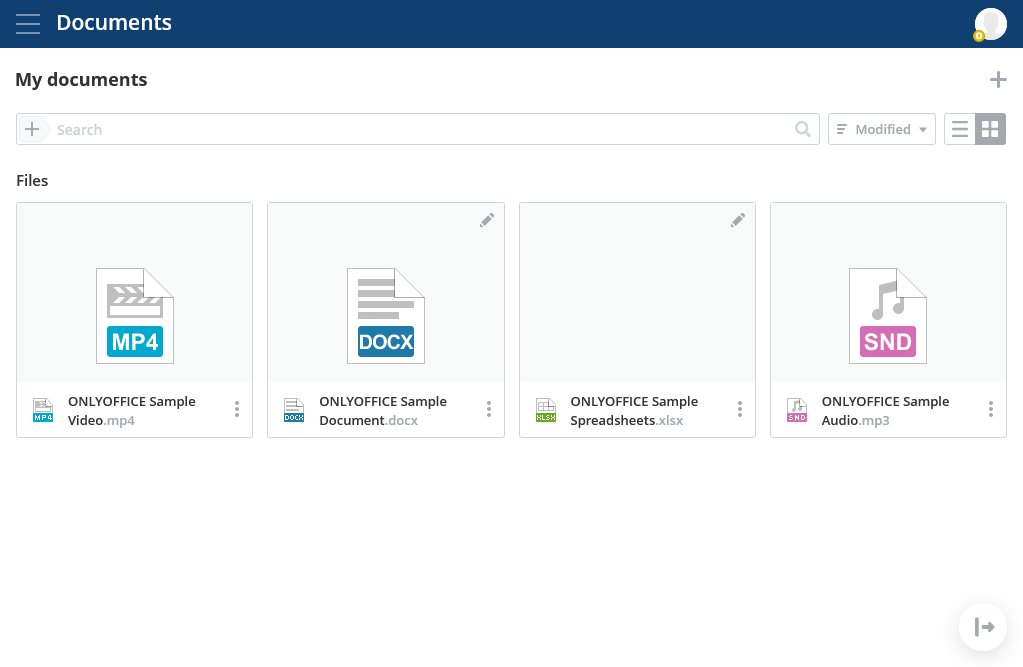 Documents
My documents
Search
Modified
Files
MP4
DOCX
SND
MP4
ONLYOFFICE Sample
Video.mp4
DOCX
ONLYOFFICE Sample
Document.docx
XLSX
ONLYOFFICE Sample
Spreadsheets.xlsx
SND
ONLYOFFICE Sample
Audio.mp3